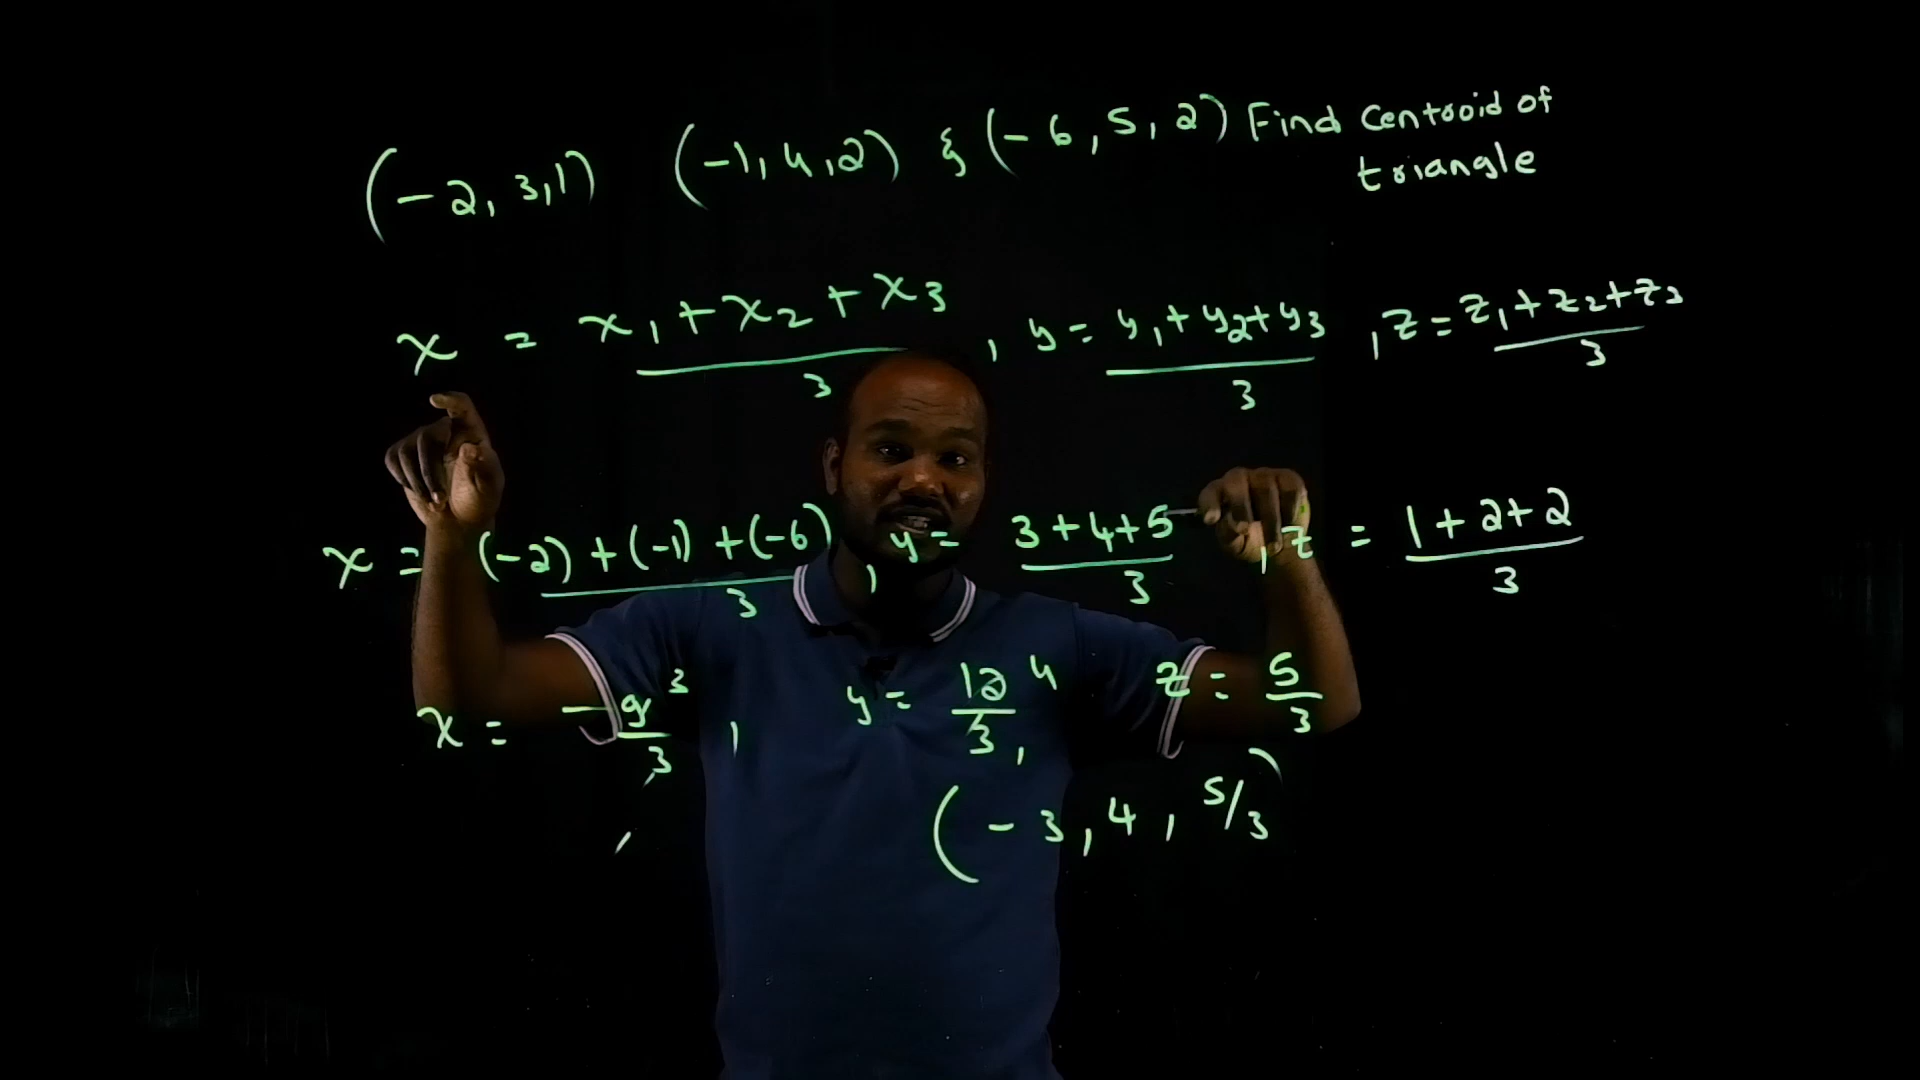 (-2, 3, 1) (-1, 4, 2) & (-6, 5, 2) Find Centroid of
triangle
x = x₁ + x₂ + x₃ / 3 , y = y₁ + y₂ + y₃ / 3 , z = z₁ + z₂ + z₃ / 3
x = (-2) + (-1) + (-6) / 3 , y = 3 + 4 + 5 / 3 , z = 1 + 2 + 2 / 3
x = -9 / 3 3 , y = 12 / 3 4 , z = 5 / 3
(-3, 4, 5/3)